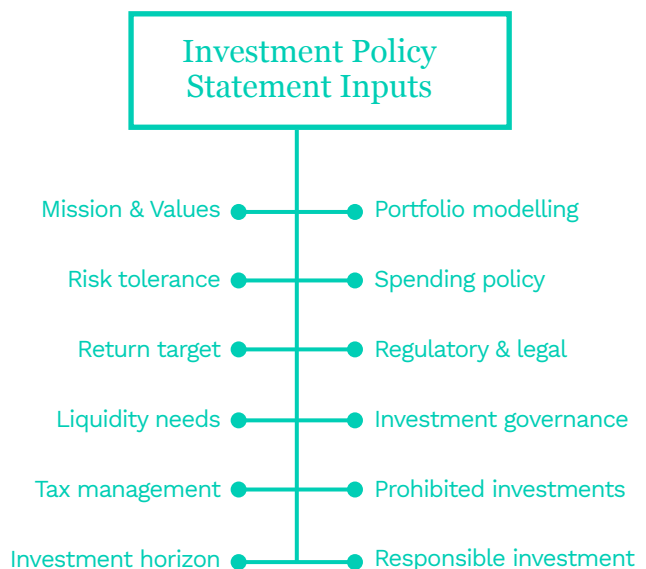 Investment Policy
Statement Inputs
Mission & Values
Portfolio modelling
Risk tolerance
Spending policy
Return target
Regulatory & legal
Liquidity needs
Investment governance
Tax management
Prohibited investments
Investment horizon
Responsible investment